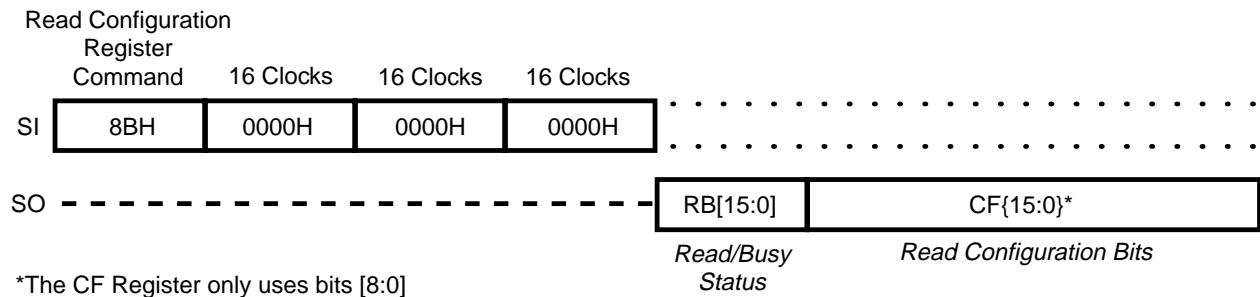 Read Configuration
Register
Command
16 Clocks
16 Clocks
16 Clocks
SI
8BH
0000H
0000H
0000H
SO
RB[15:0]
CF{15:0}*
Read/Busy
Status
Read Configuration Bits
*The CF Register only uses bits [8:0]